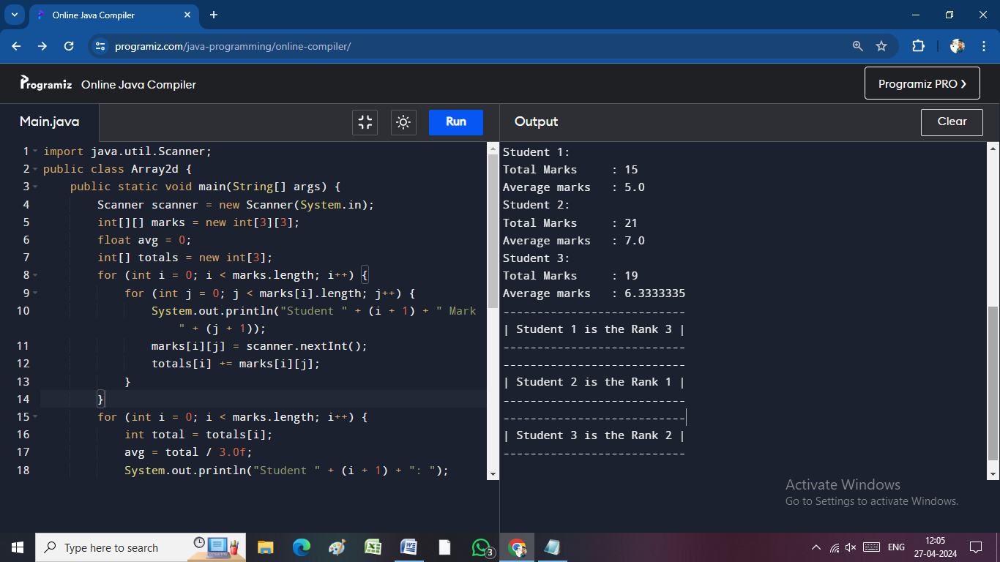 Online Java Compiler
programiz.com/java-programming/online-compiler/
Programiz Online Java Compiler
Programiz PRO ❯
Main.java
Run
Output
Clear
1 import java.util.Scanner;
2 public class Array2d {
3 public static void main(String[] args) {
4 Scanner scanner = new Scanner(System.in);
5 int[][] marks = new int[3][3];
6 float avg = 0;
7 int[] totals = new int[3];
8 for (int i = 0; i < marks.length; i++) {
9 for (int j = 0; j < marks[i].length; j++) {
10 System.out.println("Student " + (i + 1) + " Mark
" + (j + 1));
11 marks[i][j] = scanner.nextInt();
12 totals[i] += marks[i][j];
13 }
14 }
15 for (int i = 0; i < marks.length; i++) {
16 int total = totals[i];
17 avg = total / 3.0f;
18 System.out.println("Student " + (i + 1) + ": ");
Student 1:
Total Marks     : 15
Average marks   : 5.0
Student 2:
Total Marks     : 21
Average marks   : 7.0
Student 3:
Total Marks     : 19
Average marks   : 6.3333335
---------------------------
| Student 1 is the Rank 3 |
---------------------------
---------------------------
| Student 2 is the Rank 1 |
---------------------------
---------------------------
| Student 3 is the Rank 2 |
---------------------------
Activate Windows
Go to Settings to activate Windows.
Type here to search
3
ENG
12:05
27-04-2024